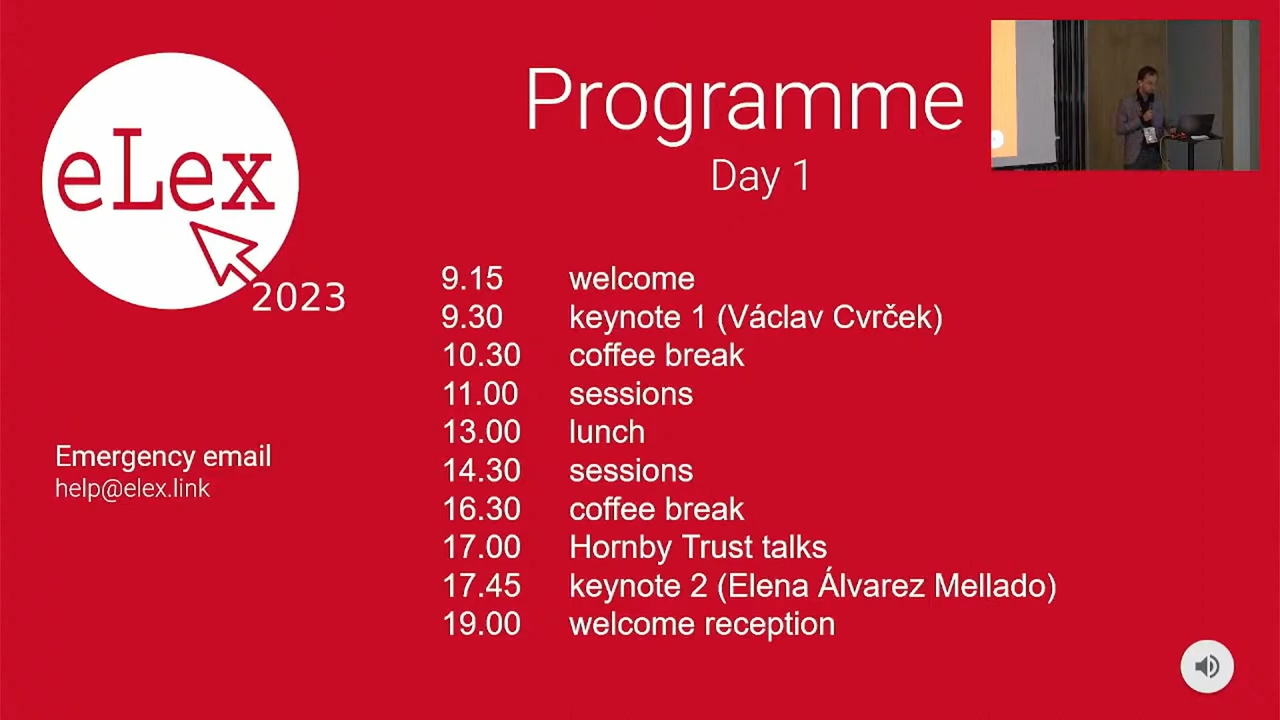 eLex
2023
Programme
Day 1
9.15 welcome
9.30 keynote 1 (Václav Cvrček)
10.30 coffee break
11.00 sessions
13.00 lunch
14.30 sessions
16.30 coffee break
17.00 Hornby Trust talks
17.45 keynote 2 (Elena Álvarez Mellado)
19.00 welcome reception
Emergency email
help@elex.link